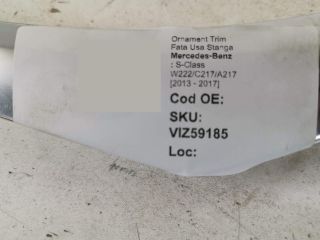 Ornament Trim
Fata Usa Stanga
Mercedes-Benz
: S-Class
W222/C217/A217
[2013 - 2017]
Cod OE:
SKU:
VIZ59185
Loc: